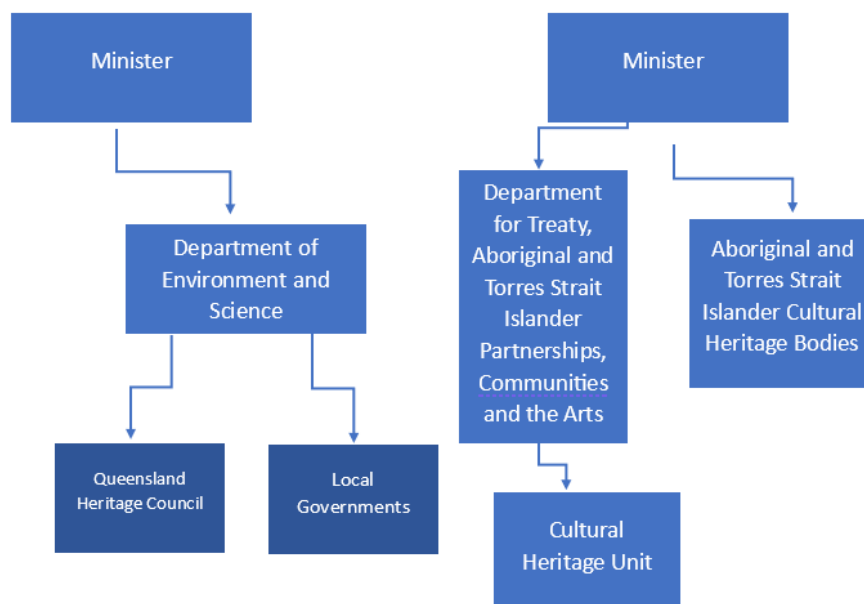 Minister
Minister
Department of
Environment and
Science
Department
for Treaty,
Aboriginal and
Torres Strait
Islander
Partnerships,
Communities
and the Arts
Aboriginal and
Torres Strait
Islander Cultural
Heritage Bodies
Queensland
Heritage Council
Local
Governments
Cultural
Heritage Unit